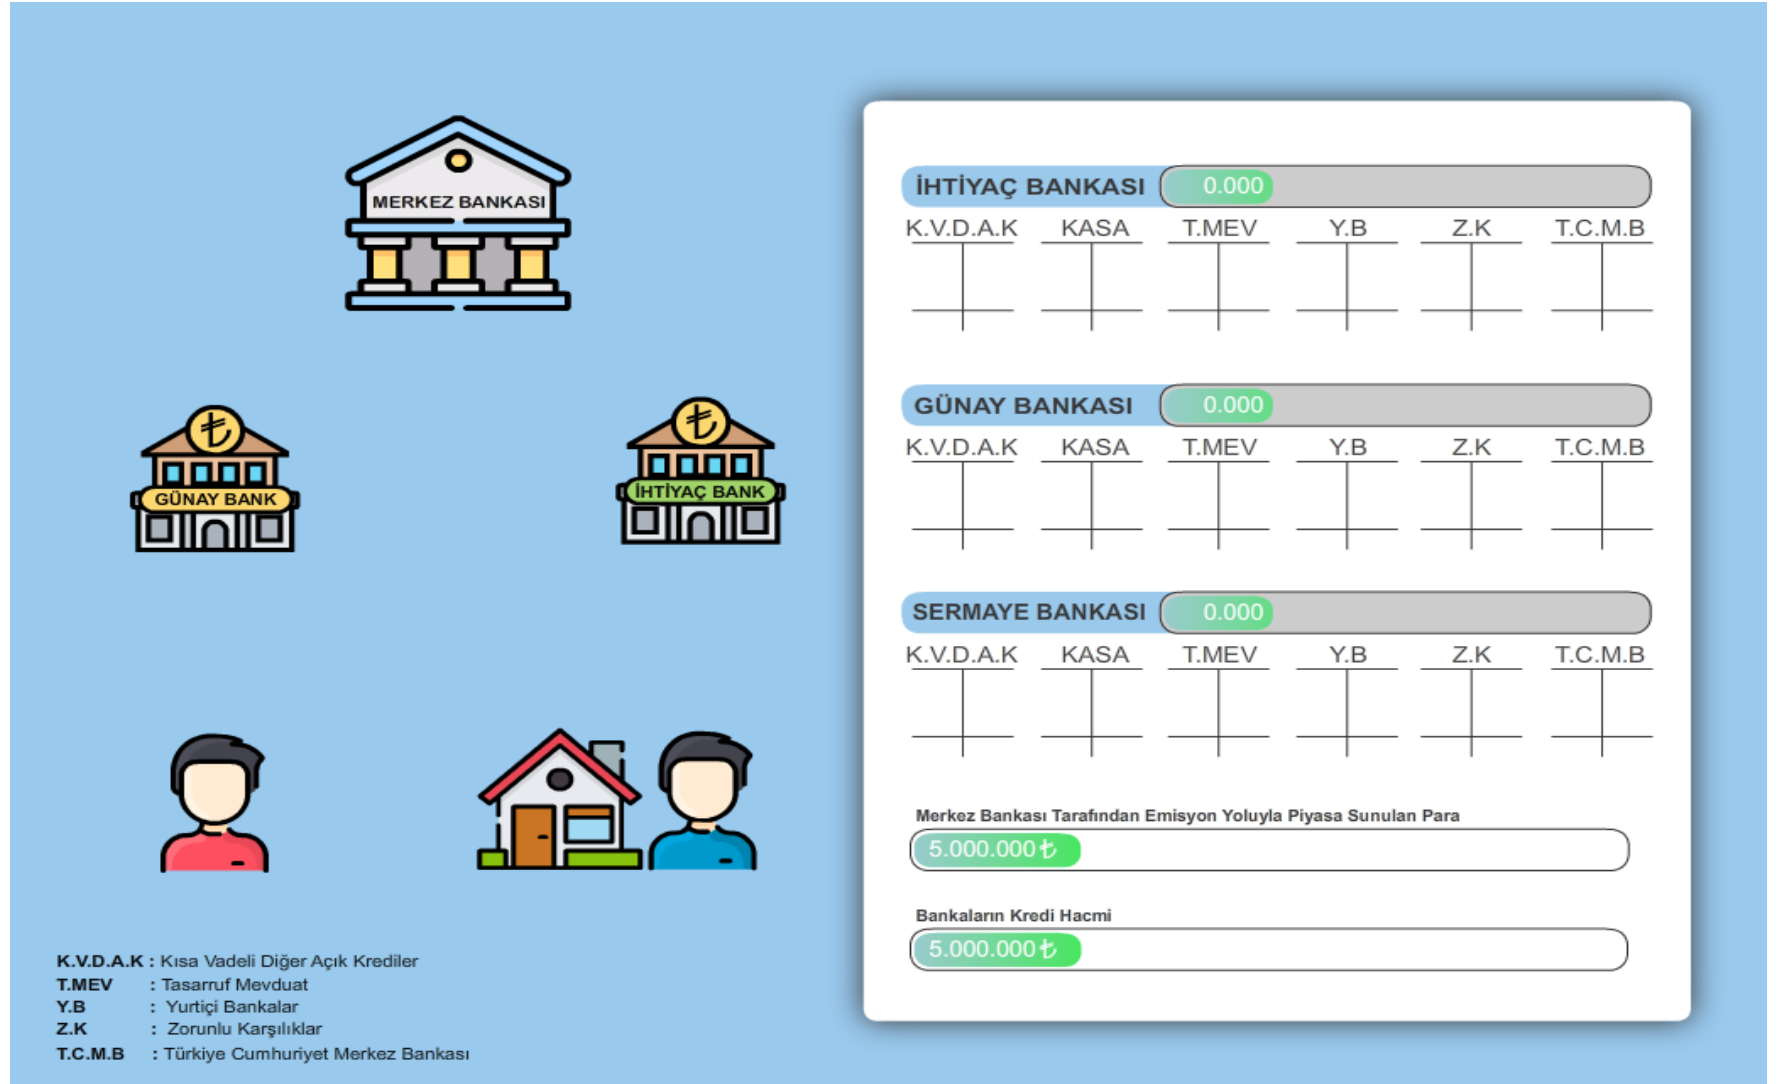 MERKEZ BANKASI
GÜNAY BANK
İHTİYAÇ BANK
K.V.D.A.K : Kısa Vadeli Diğer Açık Krediler
T.MEV : Tasarruf Mevduat
Y.B : Yurtiçi Bankalar
Z.K : Zorunlu Karşılıklar
T.C.M.B : Türkiye Cumhuriyet Merkez Bankası
İHTİYAÇ BANKASI 0.000
K.V.D.A.K KASA T.MEV Y.B Z.K T.C.M.B
GÜNAY BANKASI 0.000
K.V.D.A.K KASA T.MEV Y.B Z.K T.C.M.B
SERMAYE BANKASI 0.000
K.V.D.A.K KASA T.MEV Y.B Z.K T.C.M.B
Merkez Bankası Tarafından Emisyon Yoluyla Piyasa Sunulan Para
5.000.000₺
Bankaların Kredi Hacmi
5.000.000₺